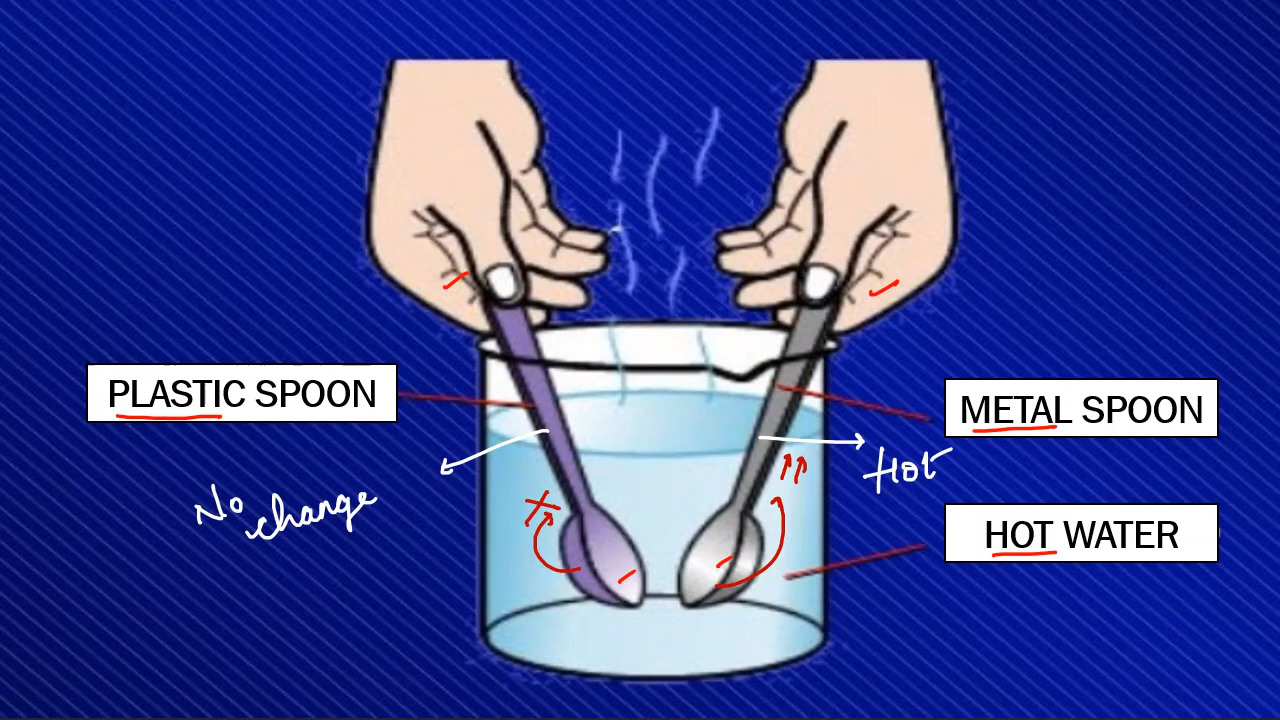 PLASTIC SPOON
METAL SPOON
Hot
No change
HOT WATER